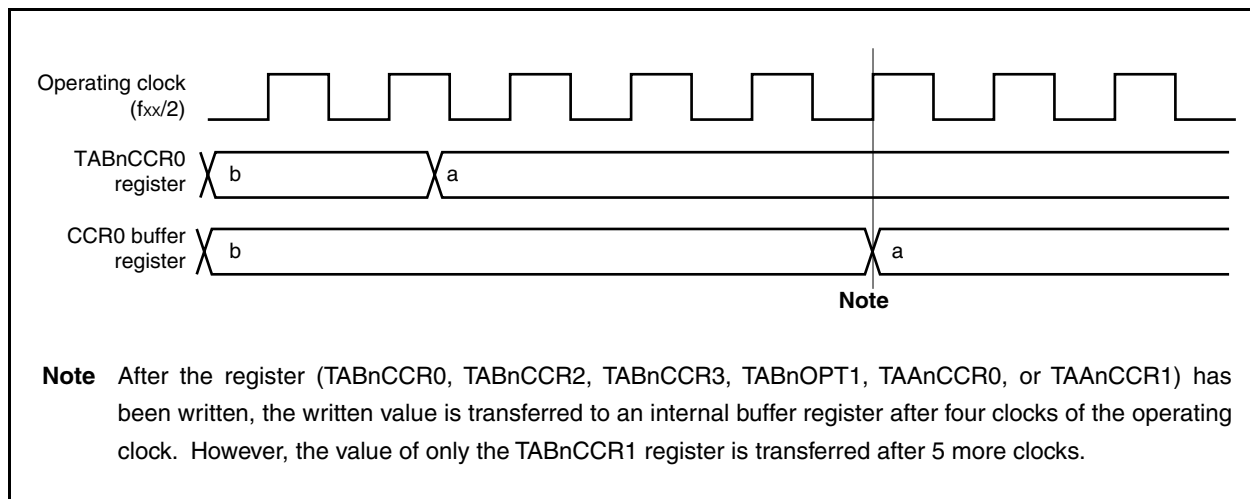 Operating clock
(fxx/2)
TABnCCR0
register
b
a
CCR0 buffer
register
b
a
Note
Note After the register (TABnCCR0, TABnCCR2, TABnCCR3, TABnOPT1, TAAnCCR0, or TAAnCCR1) has
been written, the written value is transferred to an internal buffer register after four clocks of the operating
clock. However, the value of only the TABnCCR1 register is transferred after 5 more clocks.